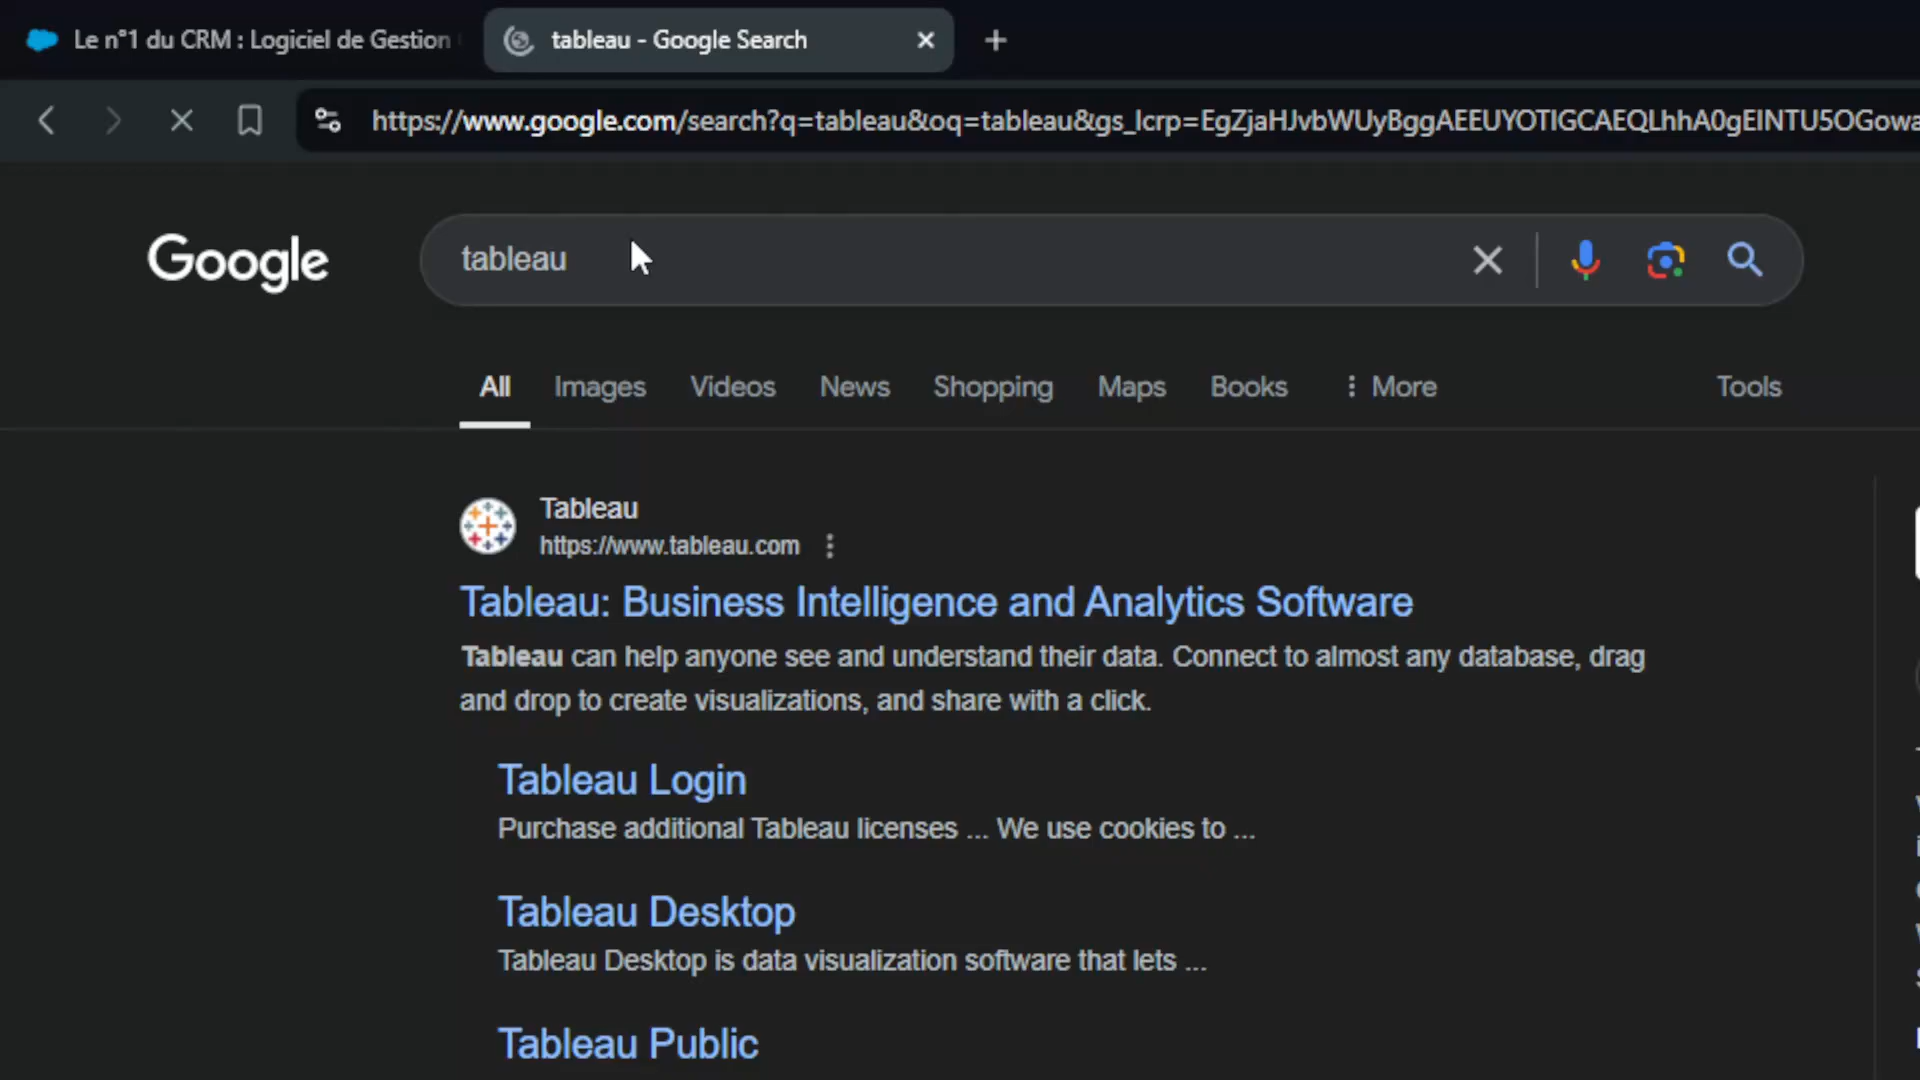 Le n°1 du CRM : Logiciel de Gestion
tableau - Google Search
https://www.google.com/search?q=tableau&oq=tableau&gs_lcrp=EgZjaHJvbWUyBggAEEUYOTIGCAEQLhhA0gEINTU5OGowa
Google
tableau
All Images Videos News Shopping Maps Books More Tools
Tableau
https://www.tableau.com
Tableau: Business Intelligence and Analytics Software
Tableau can help anyone see and understand their data. Connect to almost any database, drag
and drop to create visualizations, and share with a click.
Tableau Login
Purchase additional Tableau licenses ... We use cookies to ...
Tableau Desktop
Tableau Desktop is data visualization software that lets ...
Tableau Public